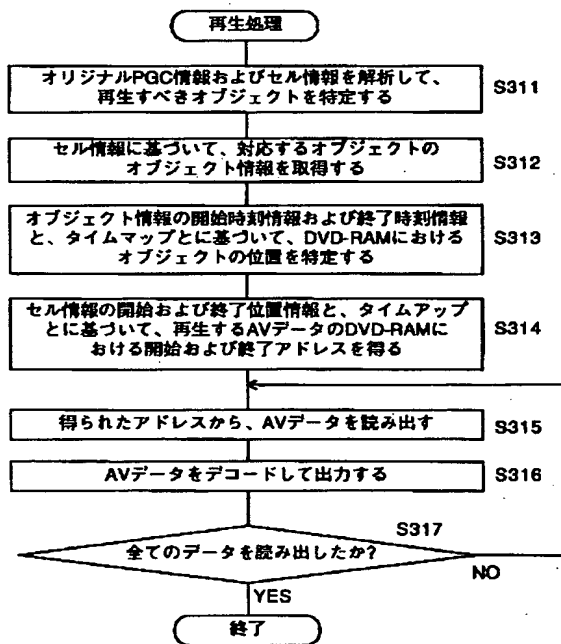 再生処理
オリジナルPGC情報およびセル情報を解析して、
再生すべきオブジェクトを特定する
S311
セル情報に基づいて、対応するオブジェクトの
オブジェクト情報を取得する
S312
オブジェクト情報の開始時刻情報および終了時刻情報
と、タイムマップとに基づいて、DVD-RAMにおける
オブジェクトの位置を特定する
S313
セル情報の開始および終了位置情報と、タイムアップ
とに基づいて、再生するAVデータのDVD-RAMに
おける開始および終了アドレスを得る
S314
得られたアドレスから、AVデータを読み出す
S315
AVデータをデコードして出力する
S316
S317
全てのデータを読み出したか?
NO
YES
終了